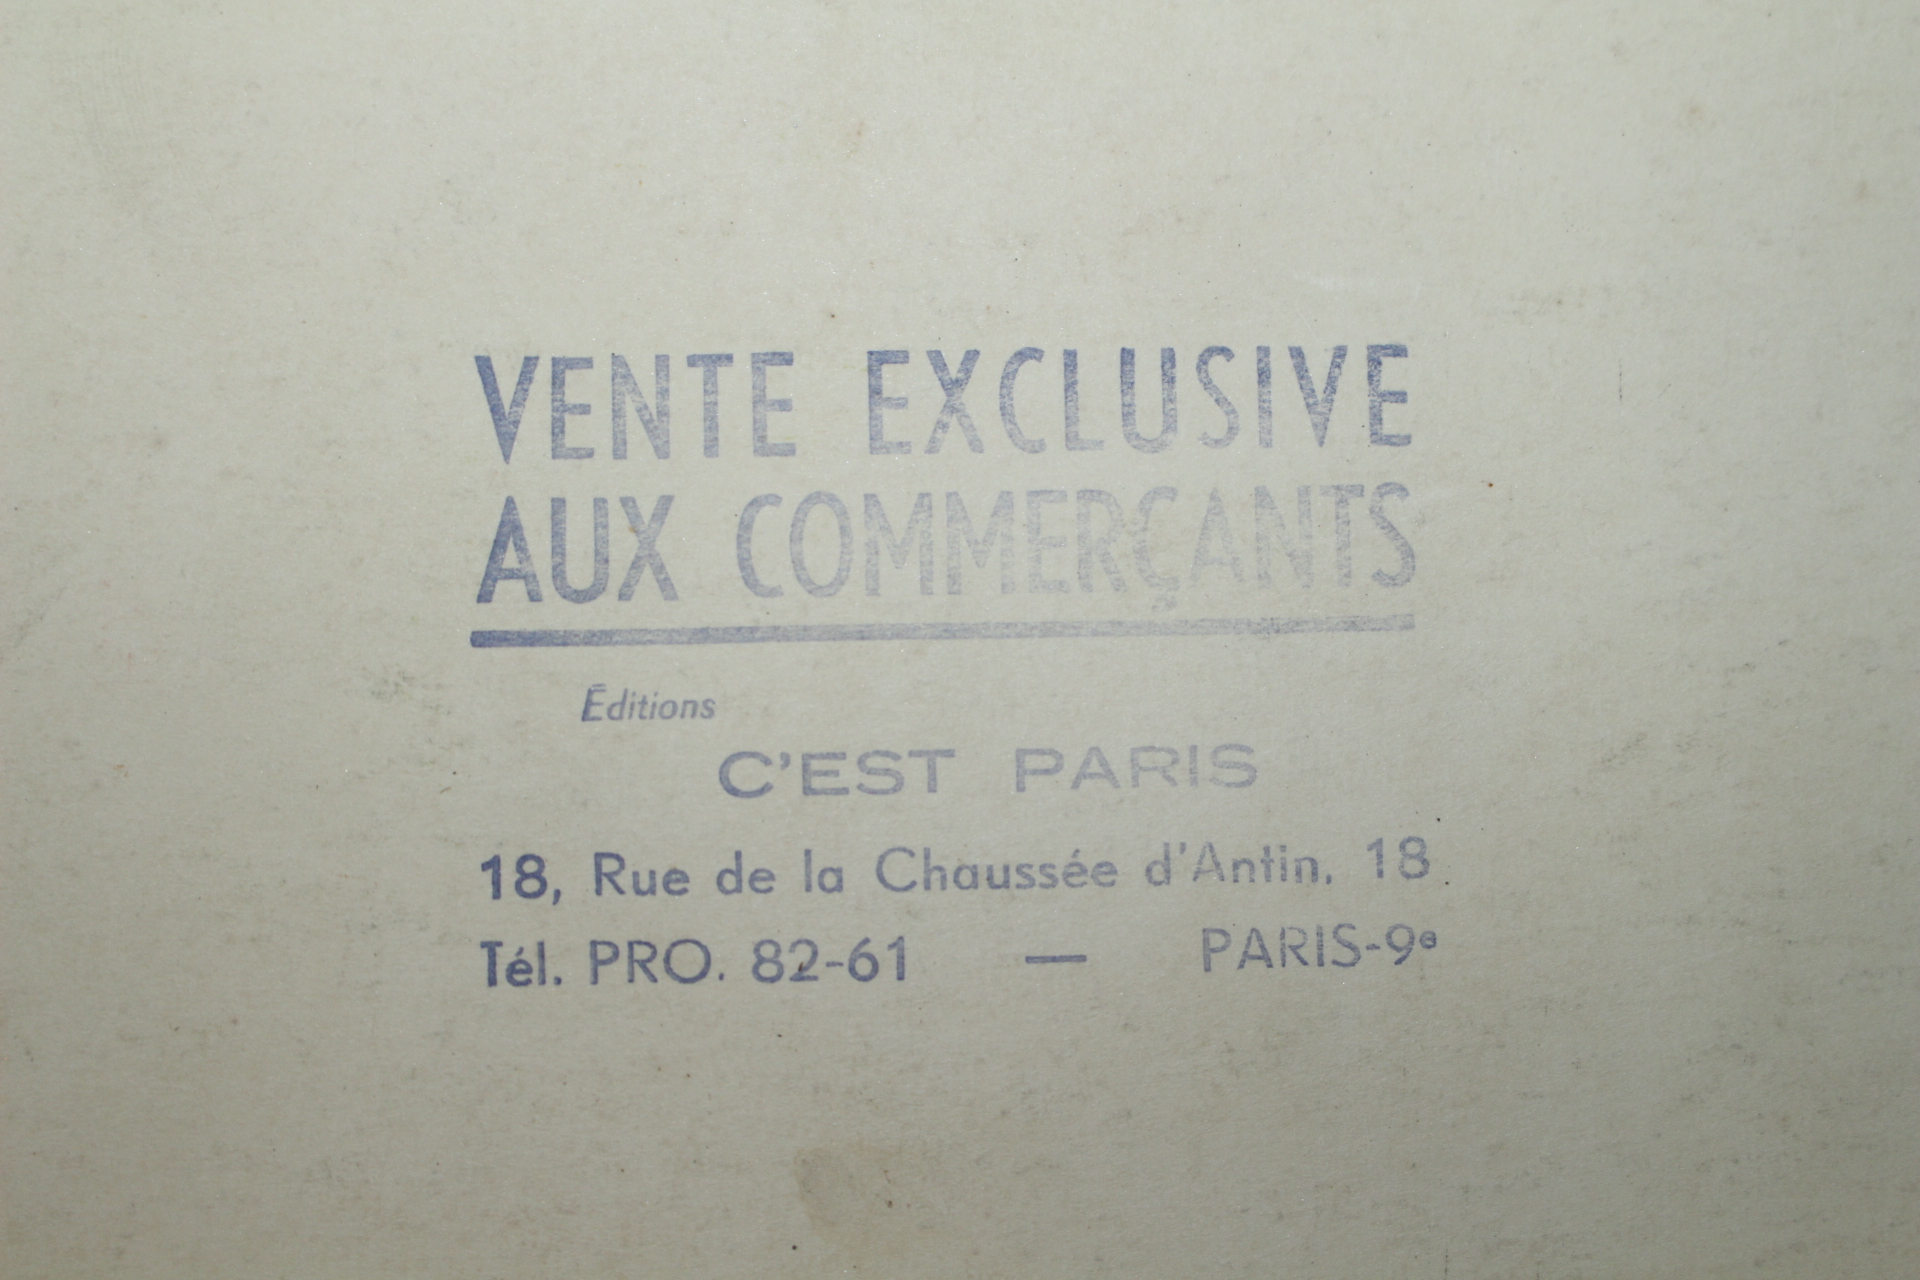 VENTE EXCLUSIVE
AUX COMMERÇANTS
Éditions
C'EST PARIS
18, Rue de la Chaussée d'Antin, 18
Tél. PRO. 82-61 — PARIS-9e